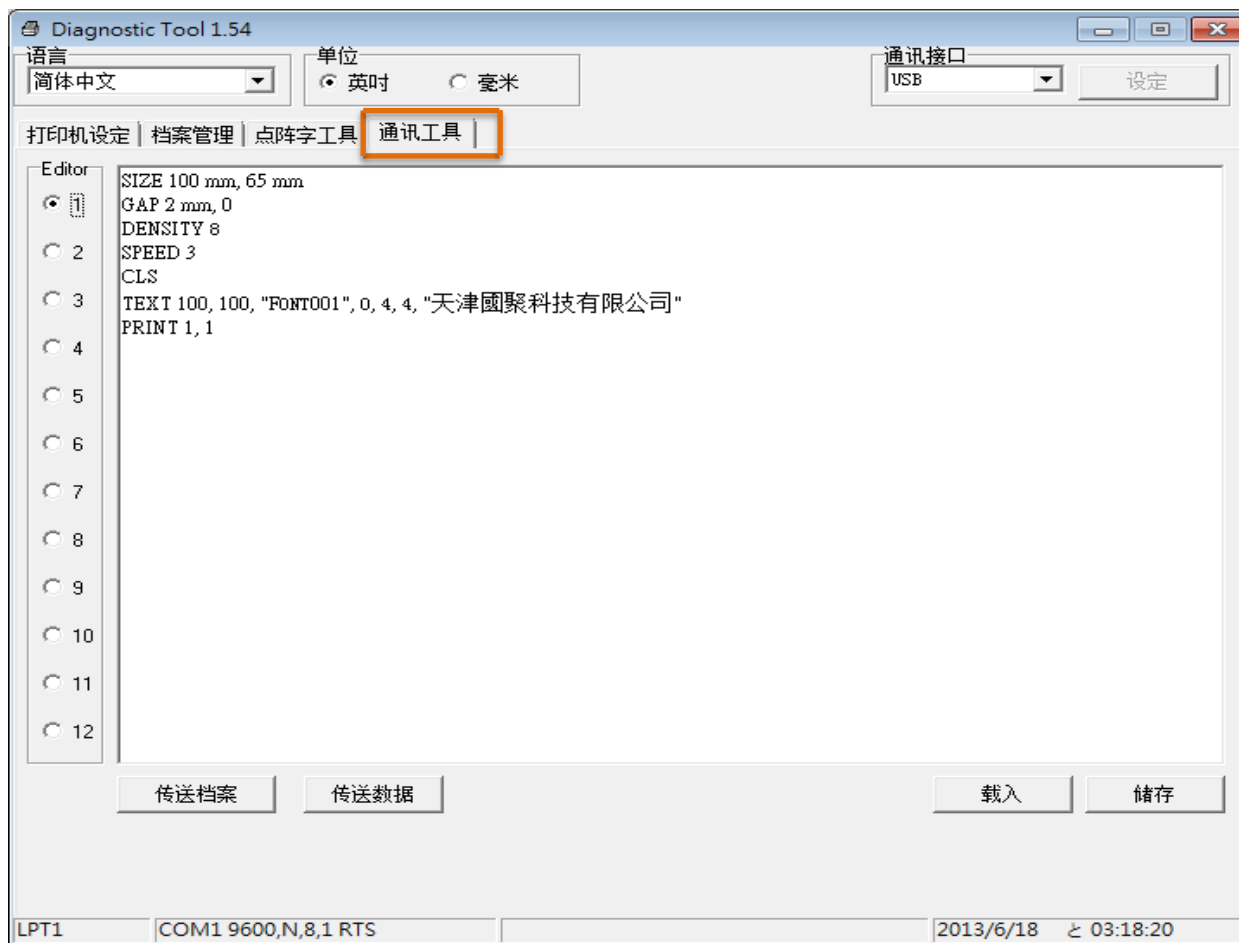 Diagnostic Tool 1.54
语言
单位
通讯接口
简体中文
英吋
毫米
USB
设定
打印机设定
档案管理
点阵字工具
通讯工具
Editor
1
2
3
4
5
6
7
8
9
10
11
12
SIZE 100 mm, 65 mm
GAP 2 mm, 0
DENSITY 8
SPEED 3
CLS
TEXT 100, 100, "FONT001", 0, 4, 4, "天津國聚科技有限公司"
PRINT 1, 1
传送档案
传送数据
载入
储存
LPT1
COM1 9600,N,8,1 RTS
2013/6/18 と 03:18:20